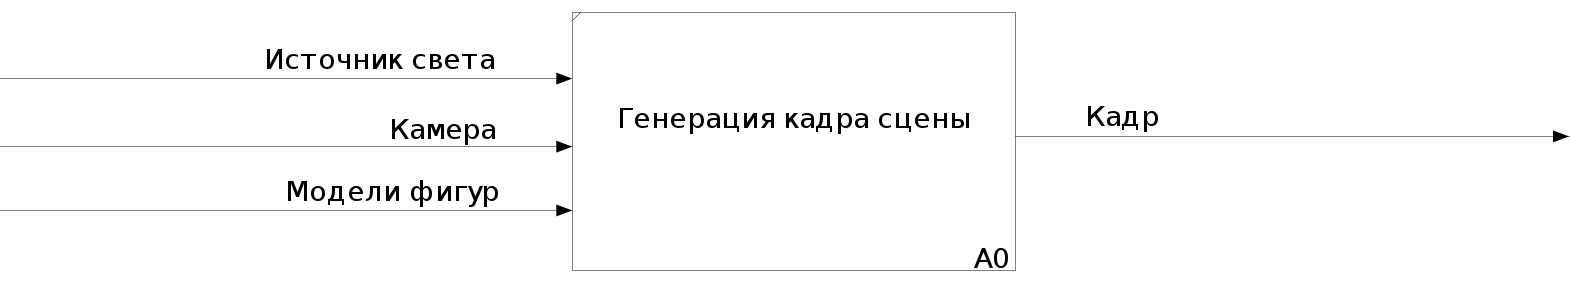 Источник света
Камера
Модели фигур
Генерация кадра сцены
A0
Кадр